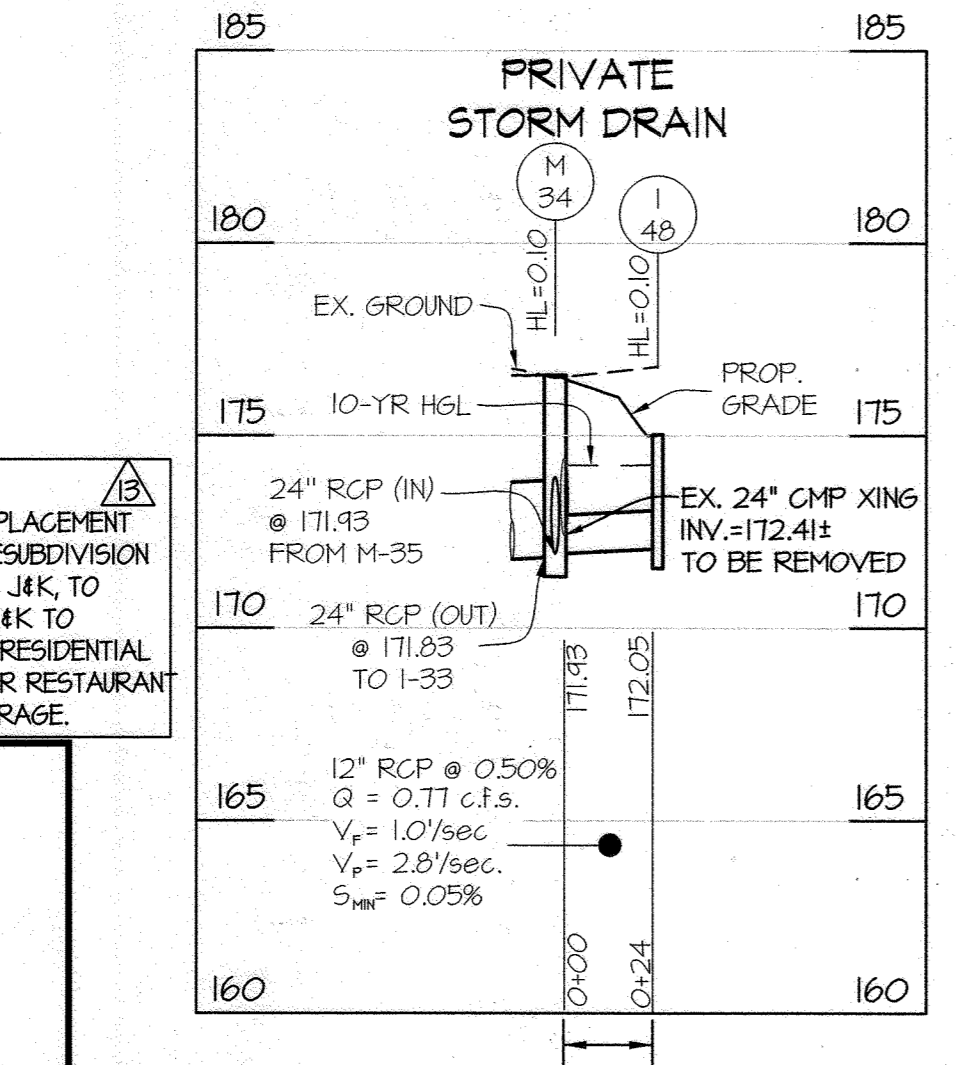 185
185
PRIVATE
STORM DRAIN
M
34
I
48
180
180
HL=0.10
HL=0.10
EX. GROUND
PROP.
GRADE
10-YR HGL
175
175
24" RCP (IN)
@ 171.93
FROM M-35
EX. 24" CMP XING
INV.=172.41±
TO BE REMOVED
13
PLACEMENT
ESUBDIVISION
J&K, TO
&K TO
RESIDENTIAL
R RESTAURANT
RAGE.
170
170
24" RCP (OUT)
@ 171.83
TO I-33
171.93
172.05
12" RCP @ 0.50%
Q = 0.77 c.f.s.
VF= 1.0'/sec
VP= 2.8'/sec.
SMIN= 0.05%
165
165
0+00
0+24
160
160